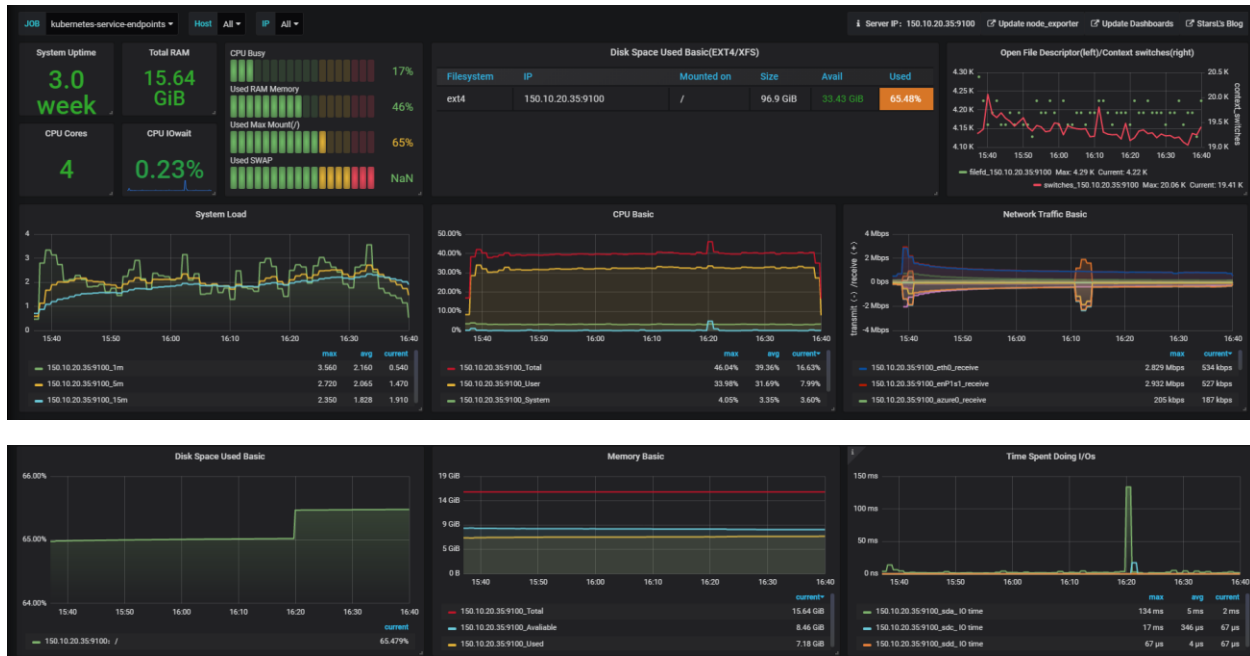 JOB kubernetes-service-endpoints Host All IP All
Server IP: 150.10.20.35:9100 Update node_exporter Update Dashboards StarsL's Blog
System Uptime
3.0
week
Total RAM
15.64
GiB
CPU Cores
4
CPU IOwait
0.23%
CPU Busy
17%
Used RAM Memory
46%
Used Max Mount(/)
65%
Used SWAP
NaN
Disk Space Used Basic(EXT4/XFS)
Filesystem IP Mounted on Size Avail Used
ext4 150.10.20.35:9100 / 96.9 GiB 33.43 GiB 65.48%
Open File Descriptor(left)/Context switches(right)
4.30 K
4.25 K
4.20 K
4.15 K
4.10 K
20.5 K
20.0 K
19.5 K
19.0 K
context_switches
15:40 15:50 16:00 16:10 16:20 16:30 16:40
filefd_150.10.20.35:9100 Max: 4.29 K Current: 4.22 K
switches_150.10.20.35:9100 Max: 20.06 K Current: 19.41 K
System Load
4
3
2
1
0
15:40 15:50 16:00 16:10 16:20 16:30 16:40
max avg current
150.10.20.35:9100_1m 3.560 2.160 0.540
150.10.20.35:9100_5m 2.720 2.065 1.470
150.10.20.35:9100_15m 2.350 1.828 1.910
CPU Basic
50.00%
40.00%
30.00%
20.00%
10.00%
0%
15:40 15:50 16:00 16:10 16:20 16:30 16:40
max avg current
150.10.20.35:9100_Total 46.04% 39.36% 16.63%
150.10.20.35:9100_User 33.98% 31.69% 7.99%
150.10.20.35:9100_System 4.05% 3.35% 3.60%
Network Traffic Basic
transmit (-) /receive (+)
4 Mbps
2 Mbps
0 bps
-2 Mbps
-4 Mbps
15:40 15:50 16:00 16:10 16:20 16:30 16:40
max current
150.10.20.35:9100_eth0_receive 2.829 Mbps 534 kbps
150.10.20.35:9100_enP1s1_receive 2.932 Mbps 527 kbps
150.10.20.35:9100_azure0_receive 205 kbps 187 kbps
Disk Space Used Basic
66.00%
65.00%
64.00%
15:40 15:50 16:00 16:10 16:20 16:30 16:40
current
150.10.20.35:9100: / 65.479%
Memory Basic
19 GiB
14 GiB
9 GiB
5 GiB
0 B
15:40 15:50 16:00 16:10 16:20 16:30 16:40
current
150.10.20.35:9100_Total 15.64 GiB
150.10.20.35:9100_Avaliable 8.46 GiB
150.10.20.35:9100_Used 7.18 GiB
Time Spent Doing I/Os
150 ms
100 ms
50 ms
0 ns
15:40 15:50 16:00 16:10 16:20 16:30 16:40
max avg current
150.10.20.35:9100_sda_ IO time 134 ms 5 ms 2 ms
150.10.20.35:9100_sdc_ IO time 17 ms 346 µs 67 µs
150.10.20.35:9100_sdd_ IO time 67 µs 4 µs 67 µs